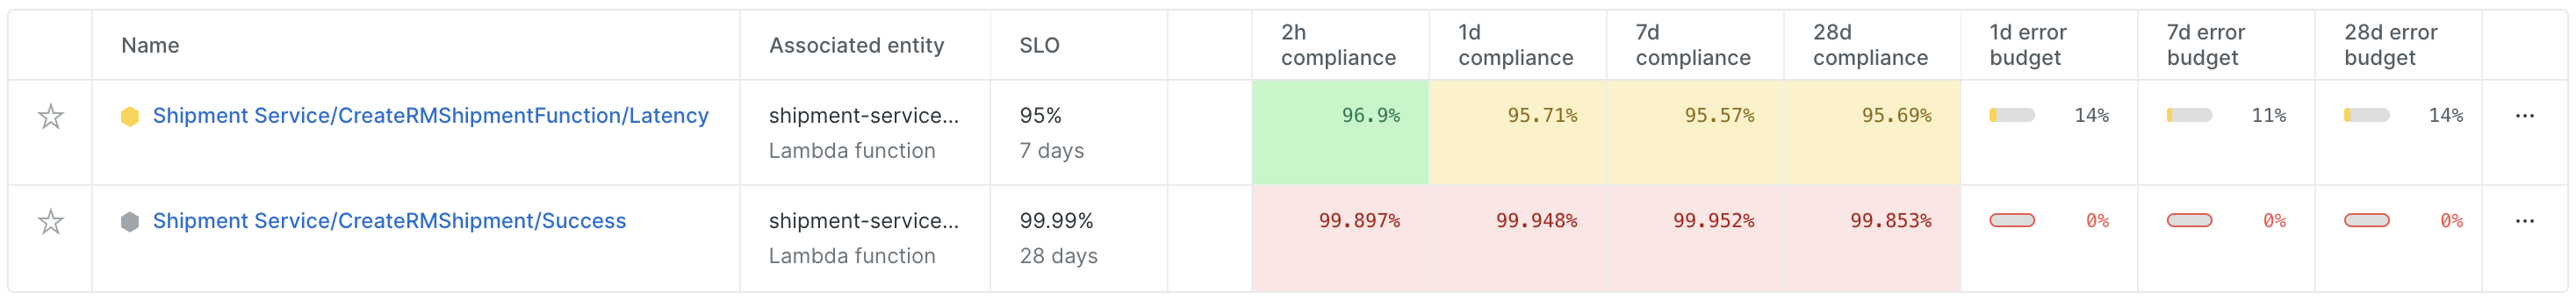 Name
Associated entity
SLO
2h
compliance
1d
compliance
7d
compliance
28d
compliance
1d error
budget
7d error
budget
28d error
budget
Shipment Service/CreateRMShipmentFunction/Latency
shipment-service...
Lambda function
95%
7 days
96.9%
95.71%
95.57%
95.69%
14%
11%
14%
...
Shipment Service/CreateRMShipment/Success
shipment-service...
Lambda function
99.99%
28 days
99.897%
99.948%
99.952%
99.853%
0%
0%
0%
...